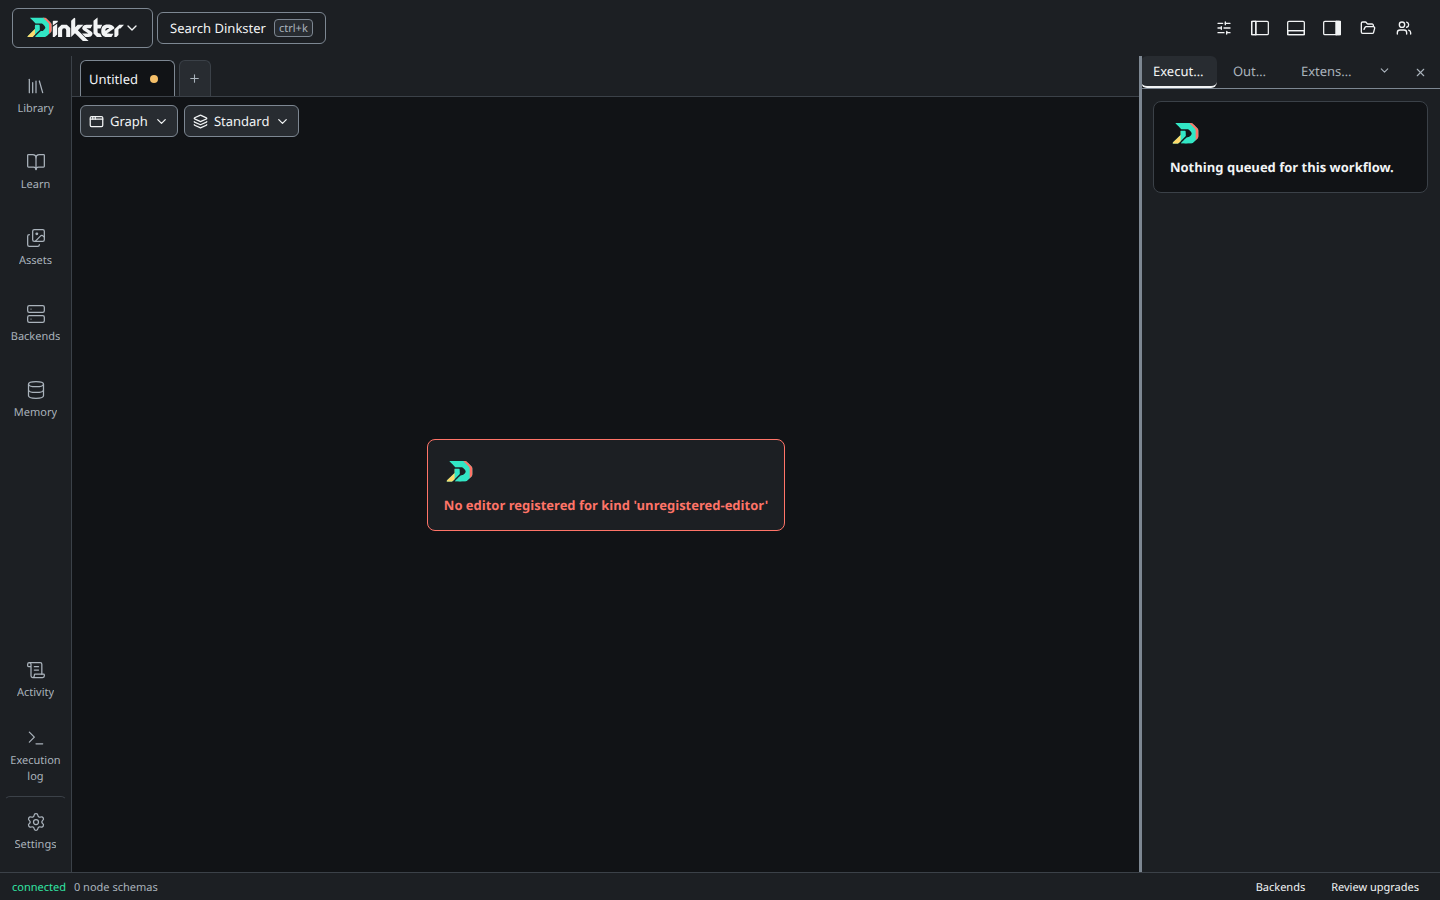 Dinkster
Search Dinkster ctrl+k
Library
Learn
Assets
Backends
Memory
Activity
Execution
log
Settings
Untitled
Graph
Standard
No editor registered for kind 'unregistered-editor'
Execut...
Out...
Extens...
Nothing queued for this workflow.
connected 0 node schemas
Backends
Review upgrades